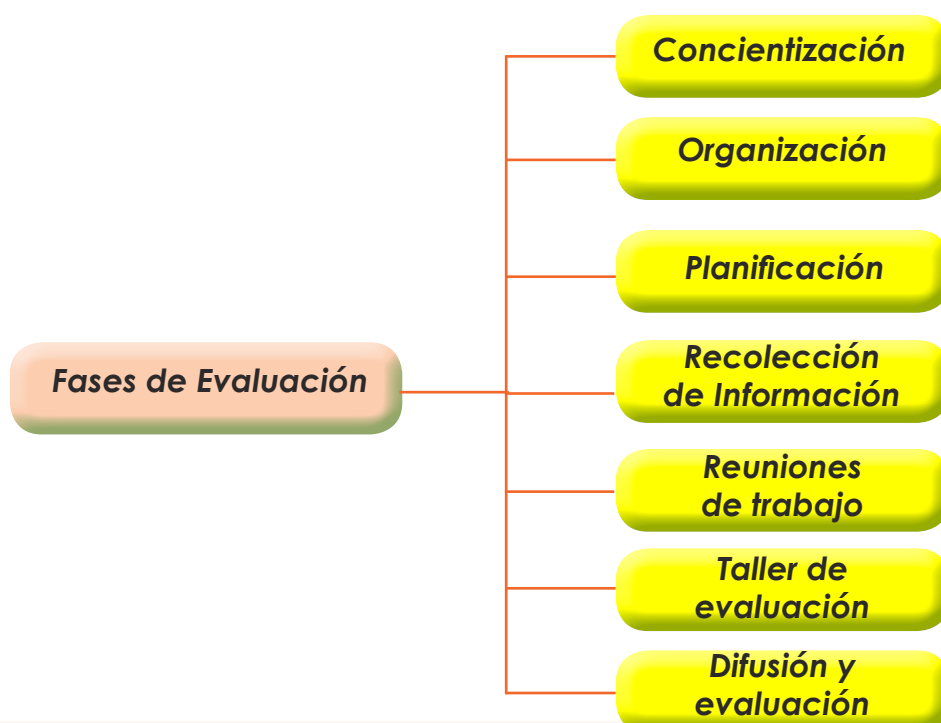 Concientización
Organización
Planificación
Fases de Evaluación
Recolección
de Información
Reuniones
de trabajo
Taller de
evaluación
Difusión y
evaluación